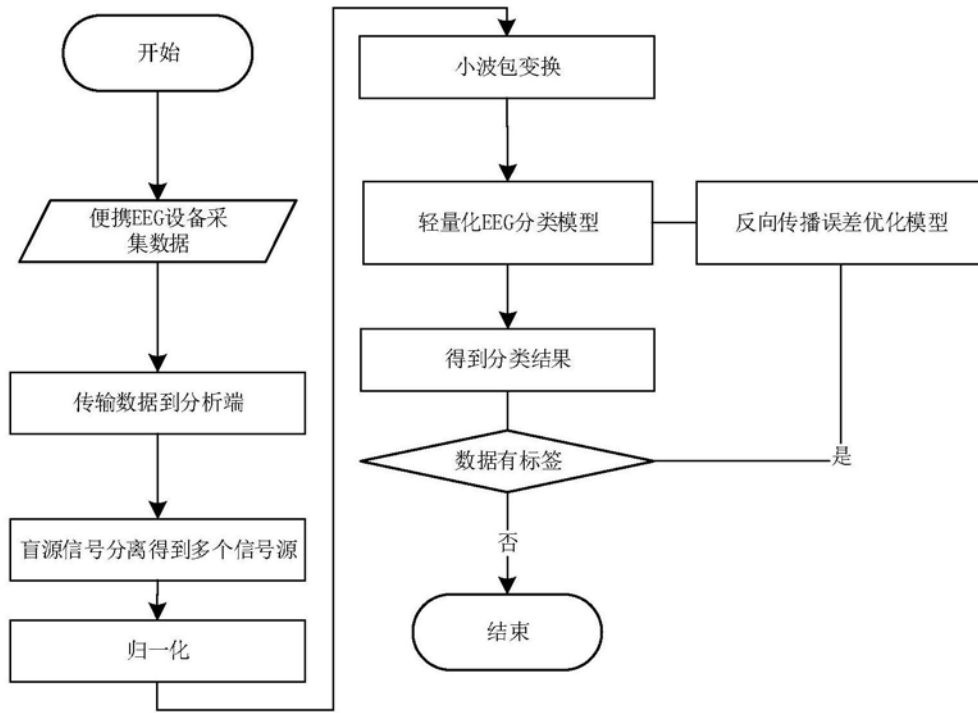 开始
便携EEG设备采
集数据
传输数据到分析端
盲源信号分离得到多个信号源
归一化
小波包变换
轻量化EEG分类模型
反向传播误差优化模型
得到分类结果
数据有标签
是
否
结束